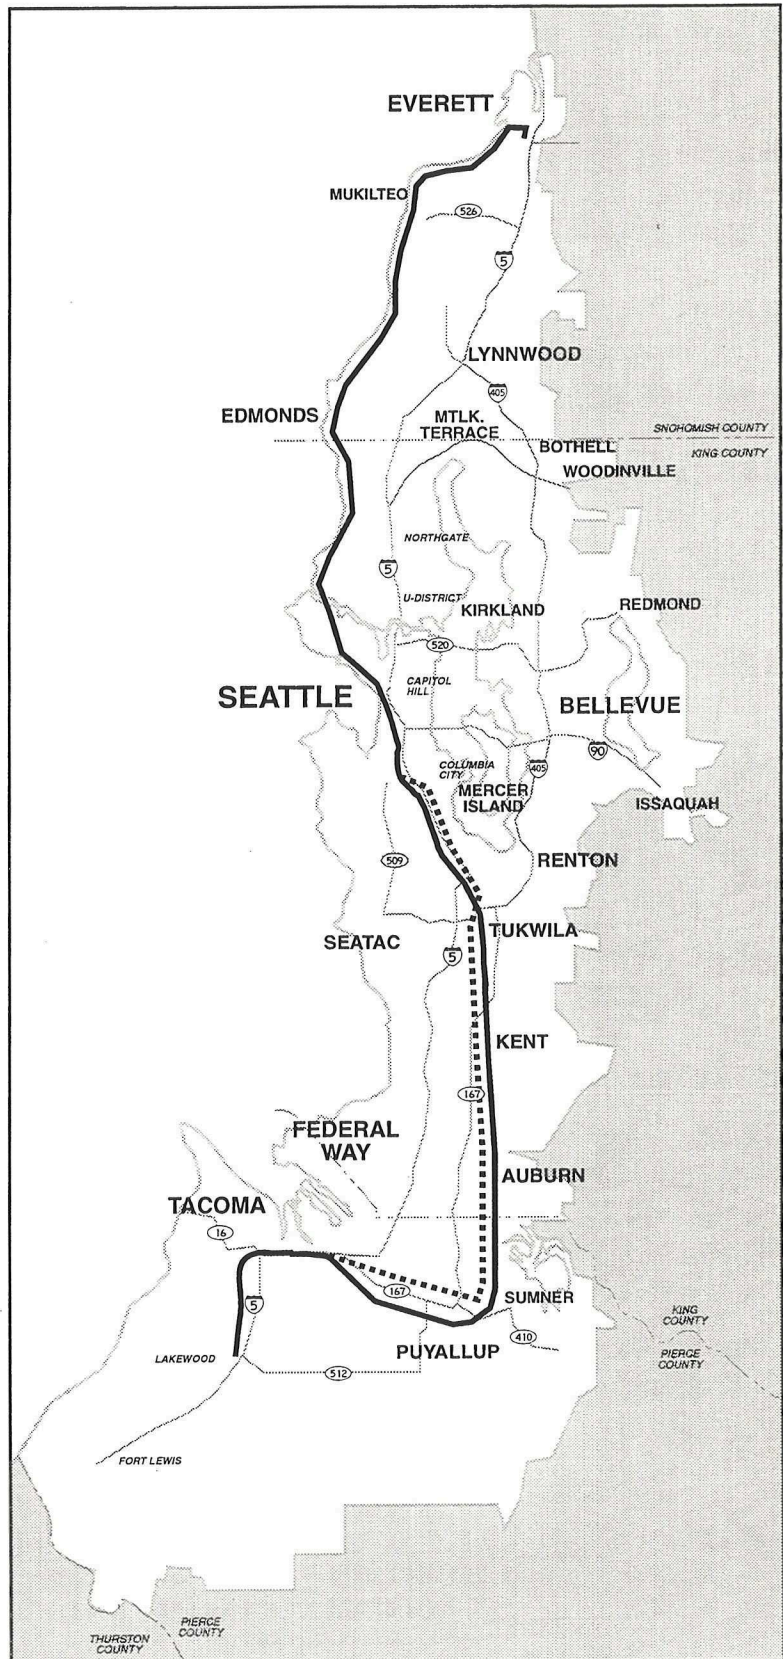 EVERETT
MUKILTEO
526
5
LYNNWOOD
405
EDMONDS
MTLK.
TERRACE
SNOHOMISH COUNTY
KING COUNTY
BOTHELL
WOODINVILLE
NORTHGATE
5
U-DISTRICT
KIRKLAND
REDMOND
520
CAPITOL
HILL
SEATTLE
BELLEVUE
90
COLUMBIA
CITY
405
MERCER
ISLAND
ISSAQUAH
509
RENTON
TUKWILA
SEATAC
5
KENT
167
FEDERAL
WAY
AUBURN
TACOMA
16
167
SUMNER
5
KING
COUNTY
PIERCE
COUNTY
410
PUYALLUP
LAKEWOOD
512
FORT LEWIS
PIERCE
COUNTY
THURSTON
COUNTY